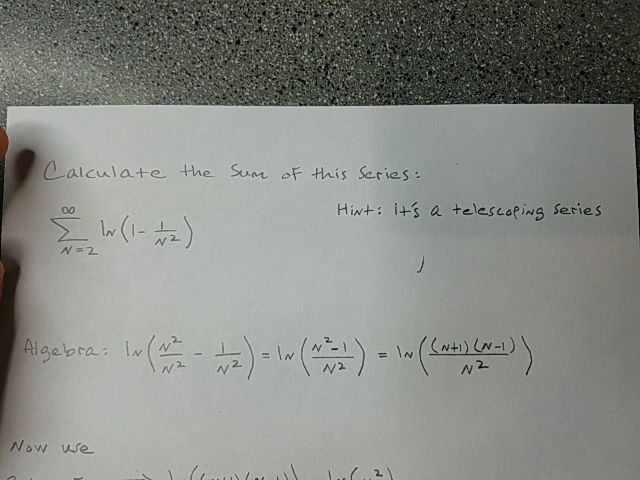 Calculate the Sum of this Series:
∞
∑ ln(1 - 1/N²)
N=2
Hint: it's a telescoping series
Algebra: ln(N²/N² - 1/N²) = ln((N²-1)/N²) = ln(((N+1)(N-1))/N²)
Now use